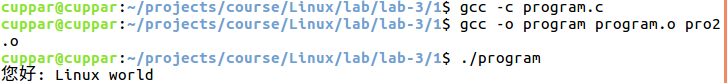 cuppar@cuppar:~/projects/course/Linux/lab/lab-3/1$ gcc -c program.c
cuppar@cuppar:~/projects/course/Linux/lab/lab-3/1$ gcc -o program program.o pro2
.o
cuppar@cuppar:~/projects/course/Linux/lab/lab-3/1$ ./program
您好: Linux world